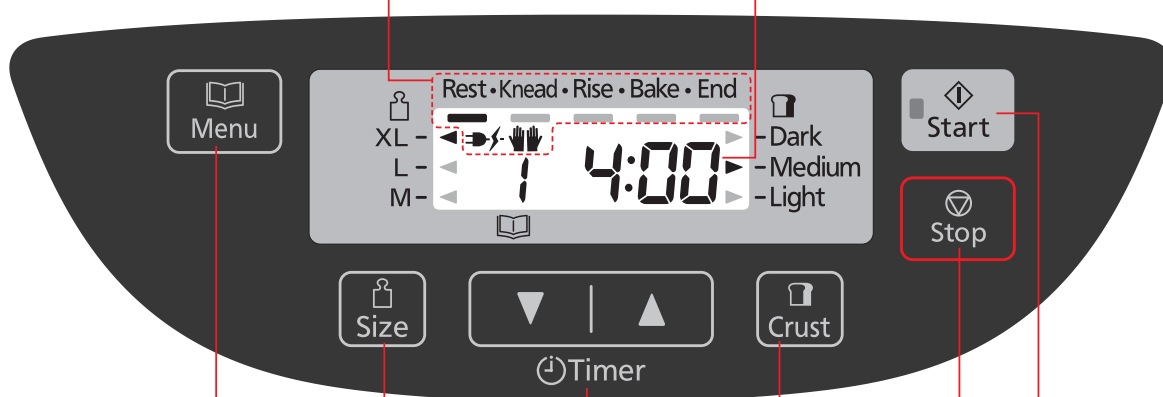 Menu
Rest • Knead • Rise • Bake • End
XL -
L -
M -
1
4:00
- Dark
- Medium
- Light
Start
Stop
Size
Timer
Crust